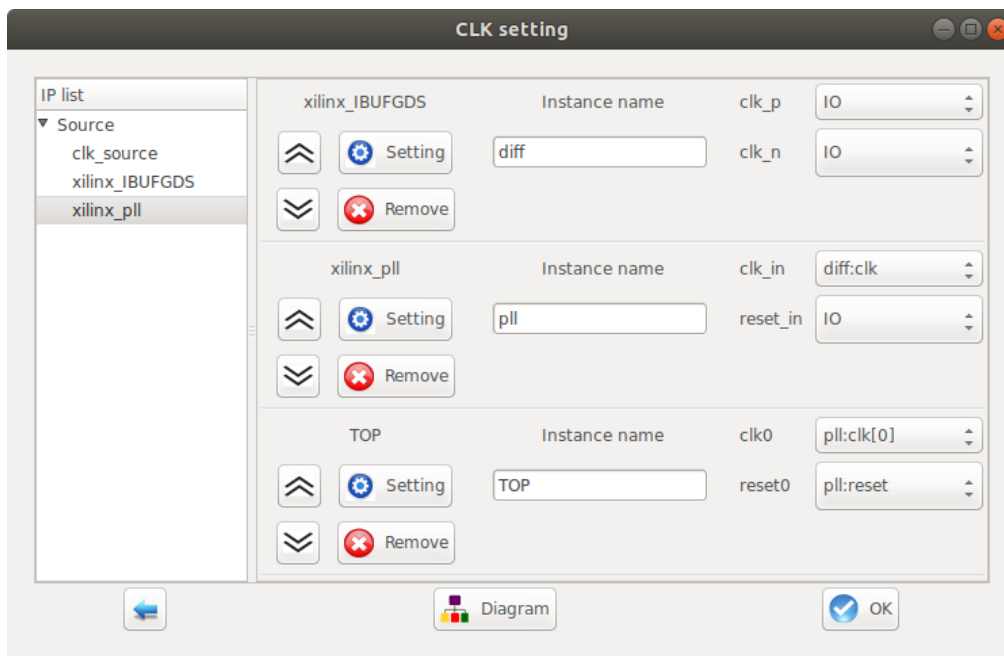 CLK setting
IP list
Source
clk_source
xilinx_IBUFGDS
xilinx_pll
xilinx_IBUFGDS Instance name clk_p IO
Setting diff clk_n IO
Remove
xilinx_pll Instance name clk_in diff:clk
Setting pll reset_in IO
Remove
TOP Instance name clk0 pll:clk[0]
Setting TOP reset0 pll:reset
Remove
Diagram OK